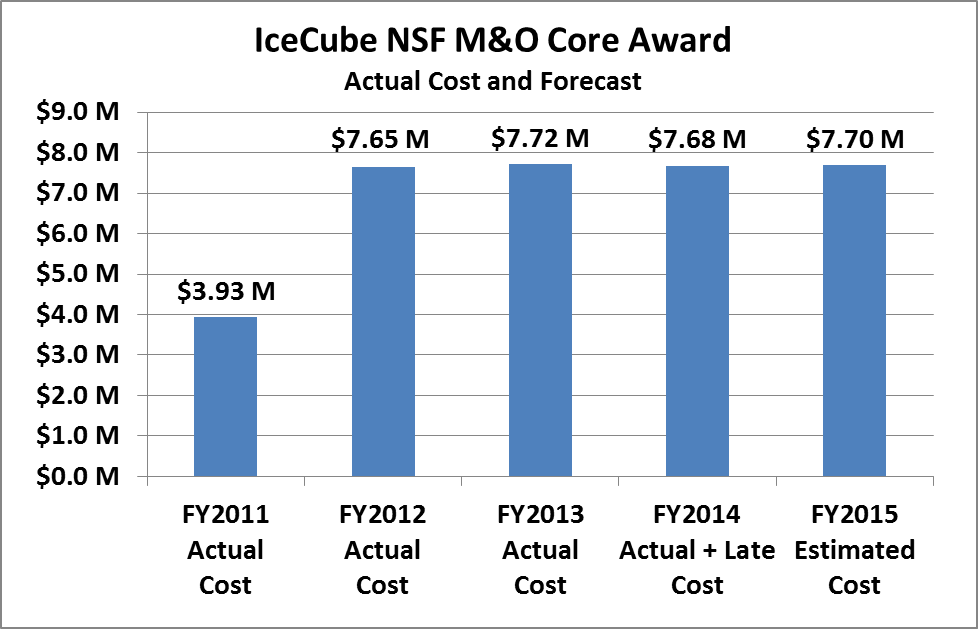 IceCube NSF M&O Core Award
Actual Cost and Forecast
$9.0 M
$8.0 M
$7.0 M
$6.0 M
$5.0 M
$4.0 M
$3.0 M
$2.0 M
$1.0 M
$0.0 M
$3.93 M
$7.65 M
$7.72 M
$7.68 M
$7.70 M
FY2011
Actual
Cost
FY2012
Actual
Cost
FY2013
Actual
Cost
FY2014
Actual + Late
Cost
FY2015
Estimated
Cost